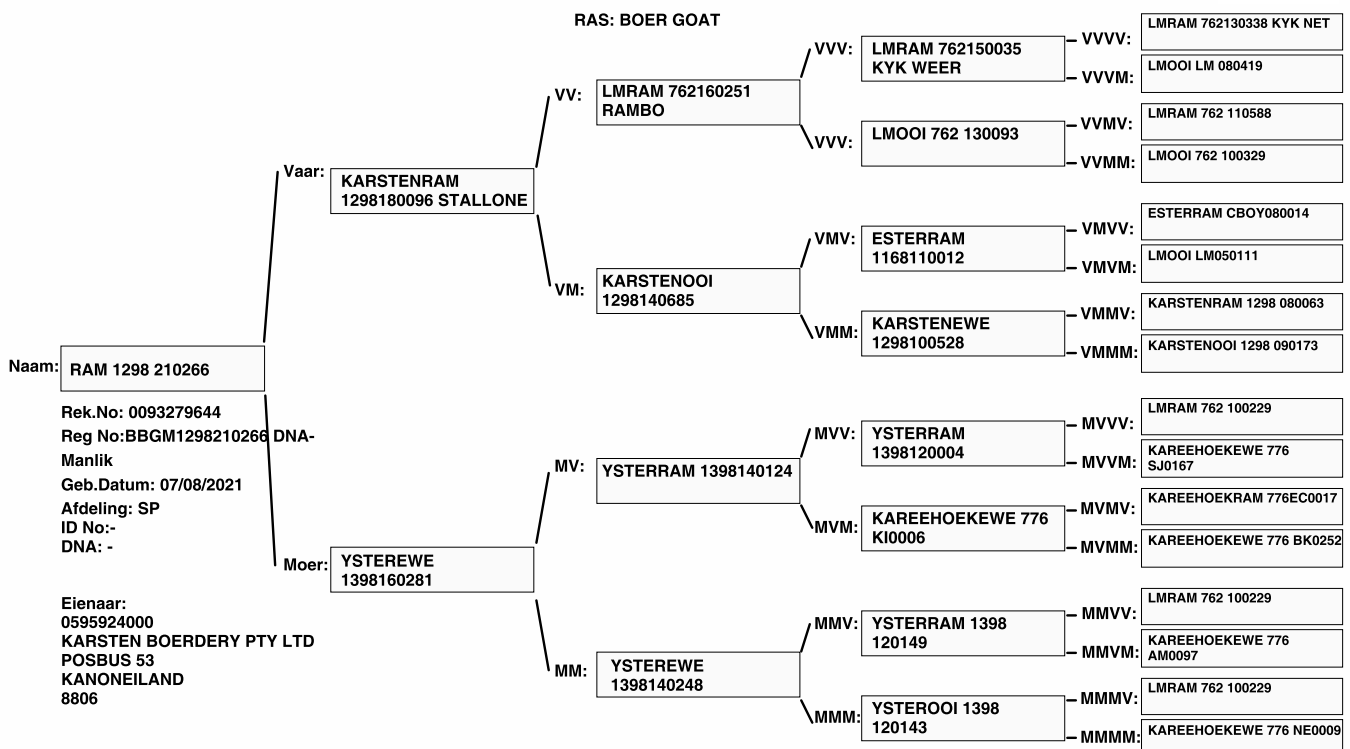 RAS: BOER GOAT
Naam:
RAM 1298 210266
Rek.No: 0093279644
Reg No:BBGM1298210266 DNA-
Manlik
Geb.Datum: 07/08/2021
Afdeling: SP
ID No:-
DNA: -
Eienaar:
0595924000
KARSTEN BOERDERY PTY LTD
POSBUS 53
KANONEILAND
8806
Vaar:
KARSTENRAM
1298180096 STALLONE
Moer:
YSTEREWE
1398160281
VV:
LMRAM 762160251
RAMBO
VM:
KARSTENOOI
1298140685
MV:
YSTERRAM 1398140124
MM:
YSTEREWE
1398140248
VVV:
LMRAM 762150035
KYK WEER
VVV:
LMOOI 762 130093
VMV:
ESTERRAM
1168110012
VMM:
KARSTENEWE
1298100528
MVV:
YSTERRAM
1398120004
MVM:
KAREEHOEKEWE 776
KI0006
MMV:
YSTERRAM 1398
120149
MMM:
YSTEROOI 1398
120143
VVVV:
LMRAM 762130338 KYK NET
VVVM:
LMOOI LM 080419
VVMV:
LMRAM 762 110588
VVMM:
LMOOI 762 100329
VMVV:
ESTERRAM CBOY080014
VMVM:
LMOOI LM050111
VMMV:
KARSTENRAM 1298 080063
VMMM:
KARSTENOOI 1298 090173
MVVV:
LMRAM 762 100229
MVVM:
KAREEHOEKEWE 776
SJ0167
MVMV:
KAREEHOEKRAM 776EC0017
MVMM:
KAREEHOEKEWE 776 BK0252
MMVV:
LMRAM 762 100229
MMVM:
KAREEHOEKEWE 776
AM0097
MMMV:
LMRAM 762 100229
MMMM:
KAREEHOEKEWE 776 NE0009